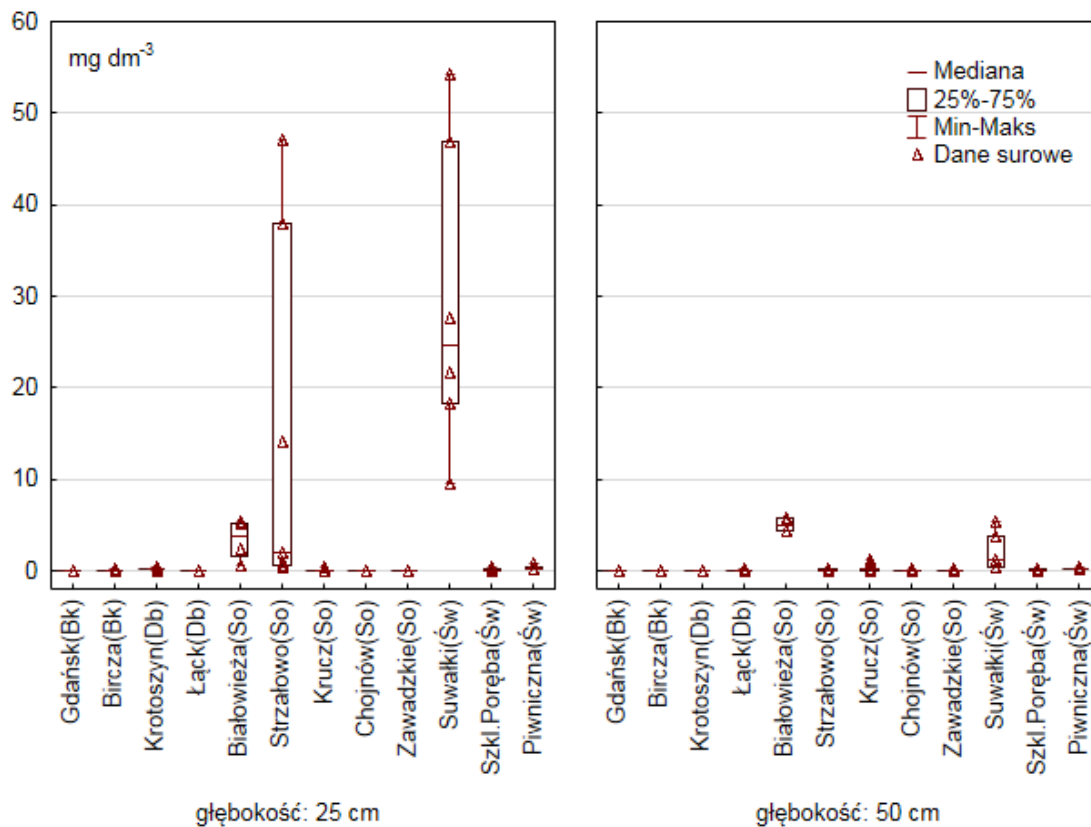 60
50
40
30
20
10
0
mg dm-3
Mediana
25%-75%
Min-Maks
Dane surowe
Gdańsk(Bk)
Bircza(Bk)
Krotoszyn(Db)
Łąck(Db)
Białowieża(So)
Strzałowo(So)
Krucz(So)
Chojnów(So)
Zawadzkie(So)
Suwałki(Św)
Szkl.Poręba(Św)
Piwniczna(Św)
głębokość: 25 cm
Gdańsk(Bk)
Bircza(Bk)
Krotoszyn(Db)
Łąck(Db)
Białowieża(So)
Strzałowo(So)
Krucz(So)
Chojnów(So)
Zawadzkie(So)
Suwałki(Św)
Szkl.Poręba(Św)
Piwniczna(Św)
głębokość: 50 cm